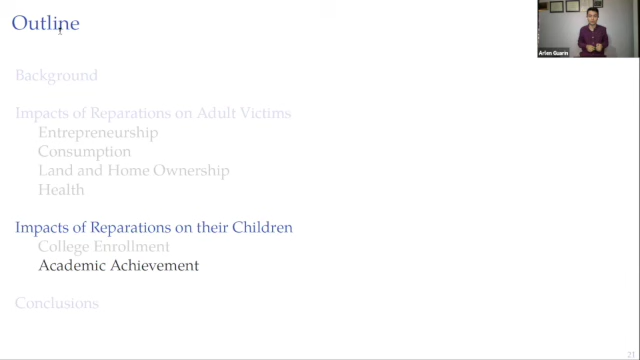 Outline
Arlen Guarin
Background
Impacts of Reparations on Adult Victims
Entrepreneurship
Consumption
Land and Home Ownership
Health
Impacts of Reparations on their Children
College Enrollment
Academic Achievement
Conclusions
21